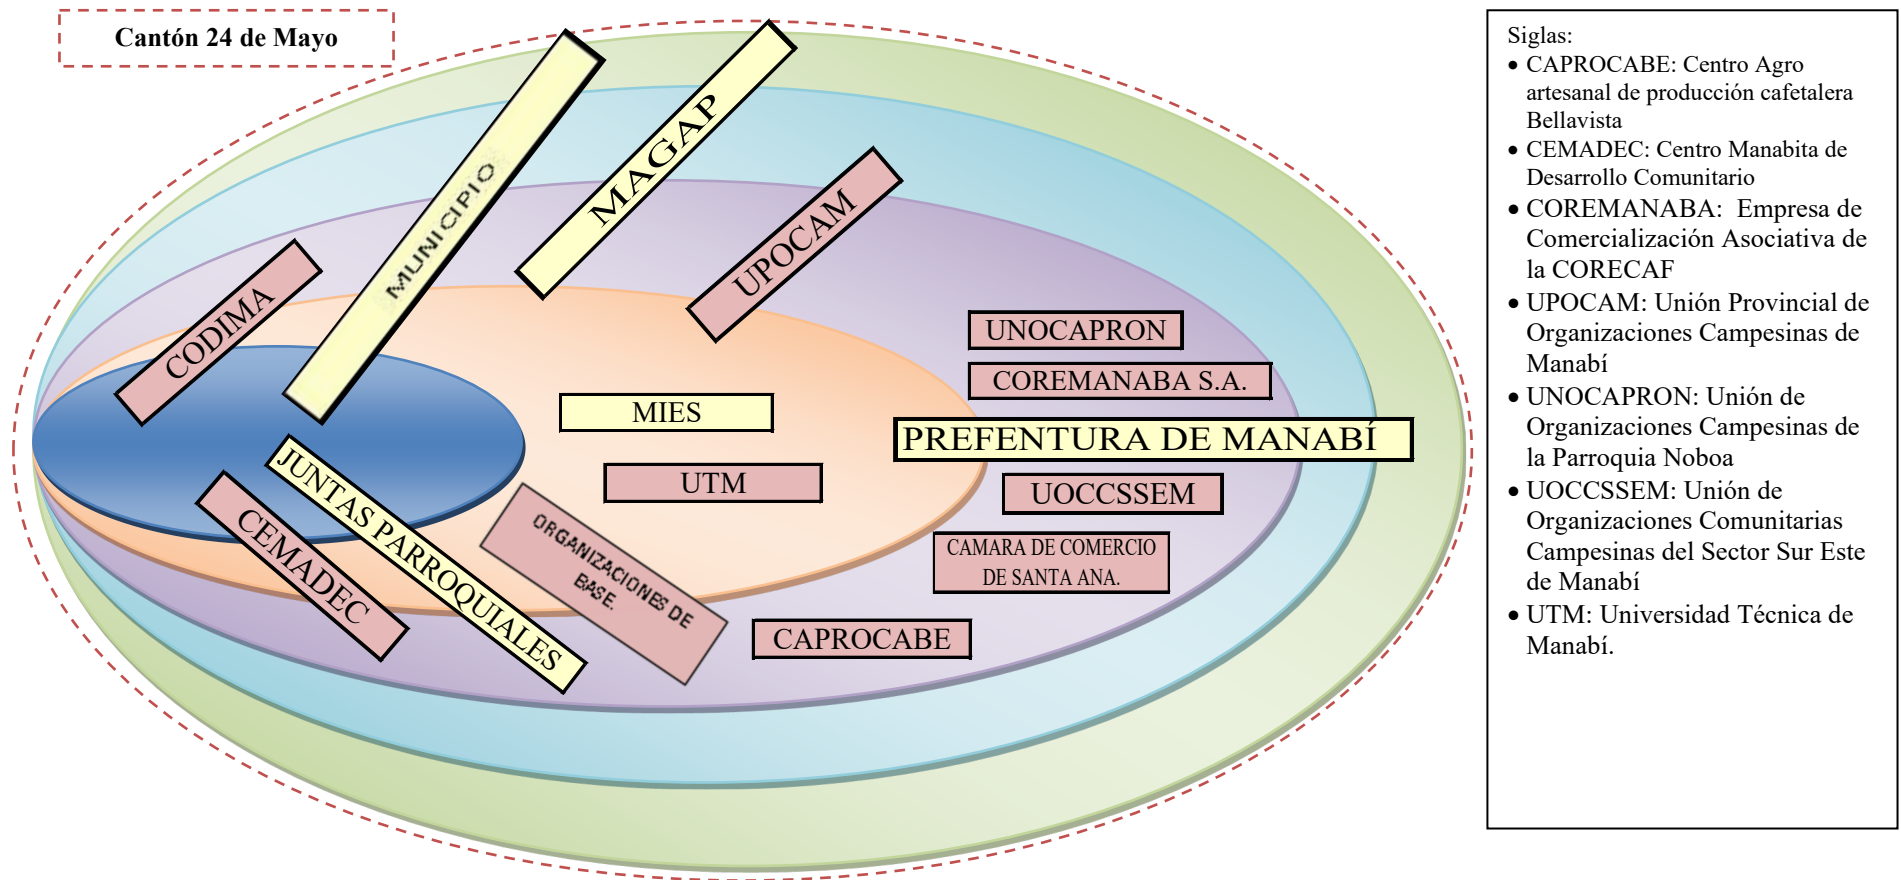 Cantón 24 de Mayo
MUNICIPIO
MAGAP
UPOCAM
CODIMA
UNOCAPRON
COREMANABA S.A.
MIES
PREFENTURA DE MANABÍ
UTM
UOCCSSEM
JUNTAS PARROQUIALES
CEMADEC
ORGANIZACIONES DE
BASE.
CAMARA DE COMERCIO
DE SANTA ANA.
CAPROCABE
Siglas:
• CAPROCABE: Centro Agro
artesanal de producción cafetalera
Bellavista
• CEMADEC: Centro Manabita de
Desarrollo Comunitario
• COREMANABA: Empresa de
Comercialización Asociativa de
la CORECAF
• UPOCAM: Unión Provincial de
Organizaciones Campesinas de
Manabí
• UNOCAPRON: Unión de
Organizaciones Campesinas de
la Parroquia Noboa
• UOCCSSEM: Unión de
Organizaciones Comunitarias
Campesinas del Sector Sur Este
de Manabí
• UTM: Universidad Técnica de
Manabí.